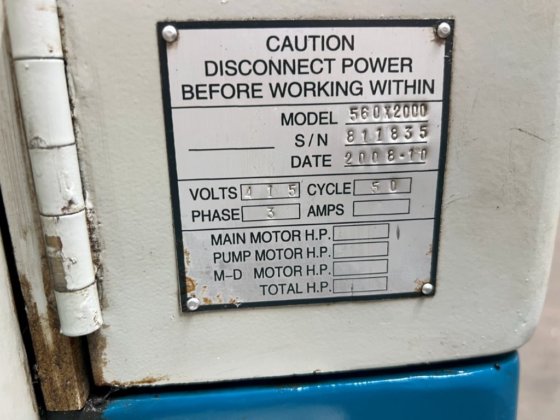 CAUTION
DISCONNECT POWER
BEFORE WORKING WITHIN
MODEL 560X2000
S/N 811835
DATE 2008-10
VOLTS 415 CYCLE 50
PHASE 3 AMPS
MAIN MOTOR H.P.
PUMP MOTOR H.P.
M-D MOTOR H.P.
TOTAL H.P.